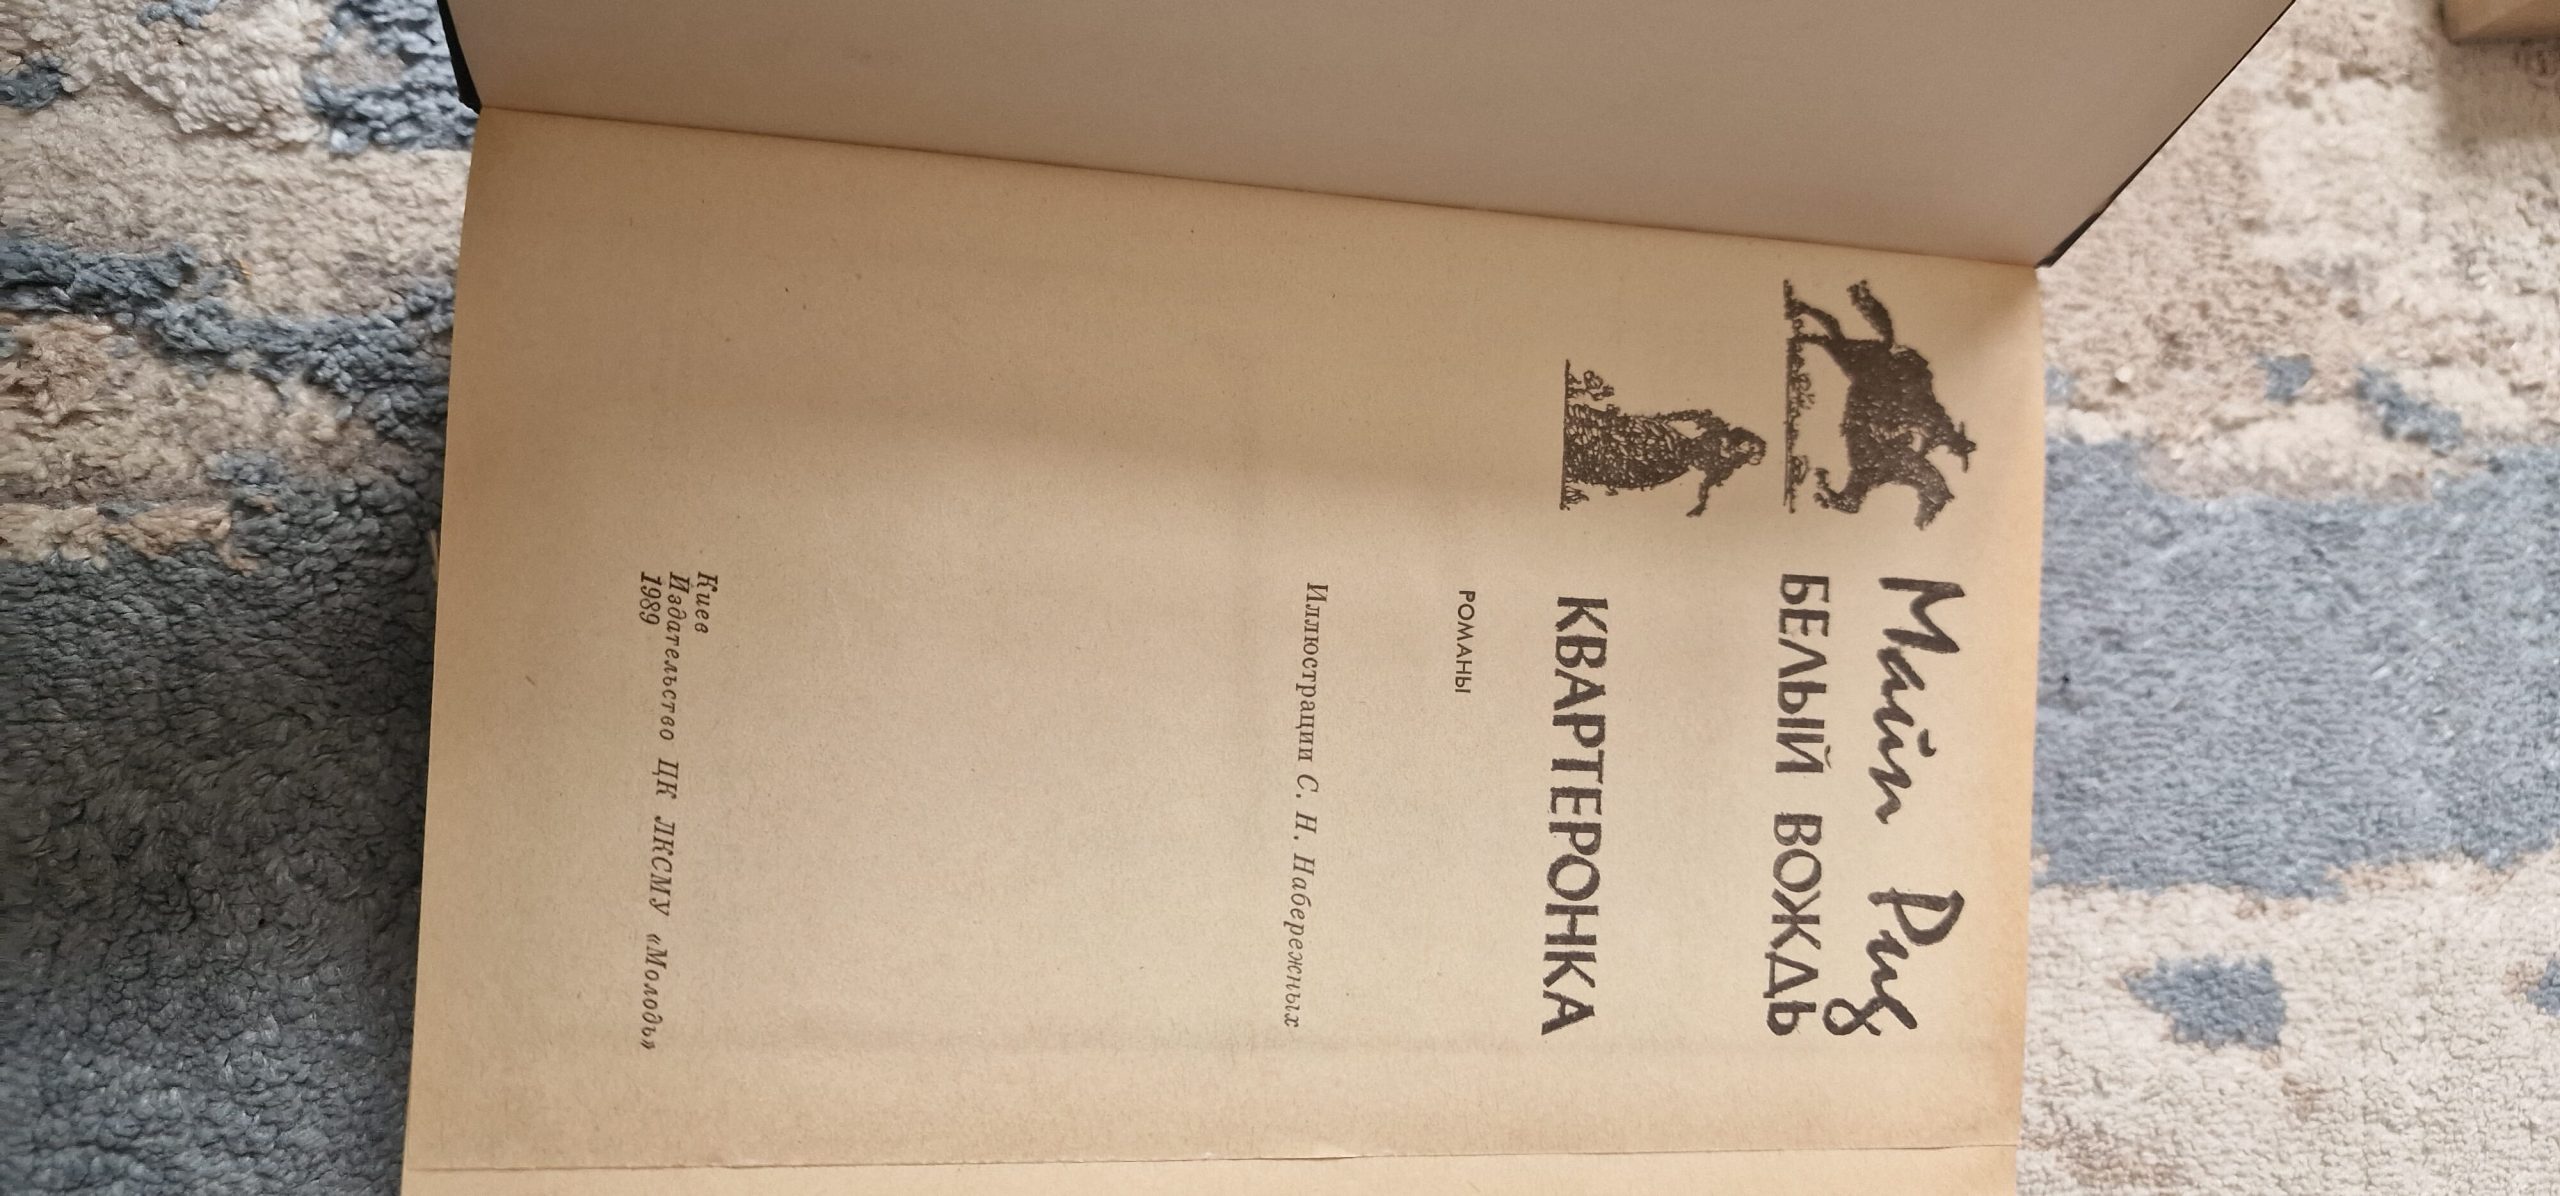 Майн Рид
БЕЛЫЙ ВОЖДЬ
КВАРТЕРОНКА
РОМАНЫ
Иллюстрации С. Н. Набережных
Киев
Издательство ЦК ЛКСМУ «Молодь»
1989